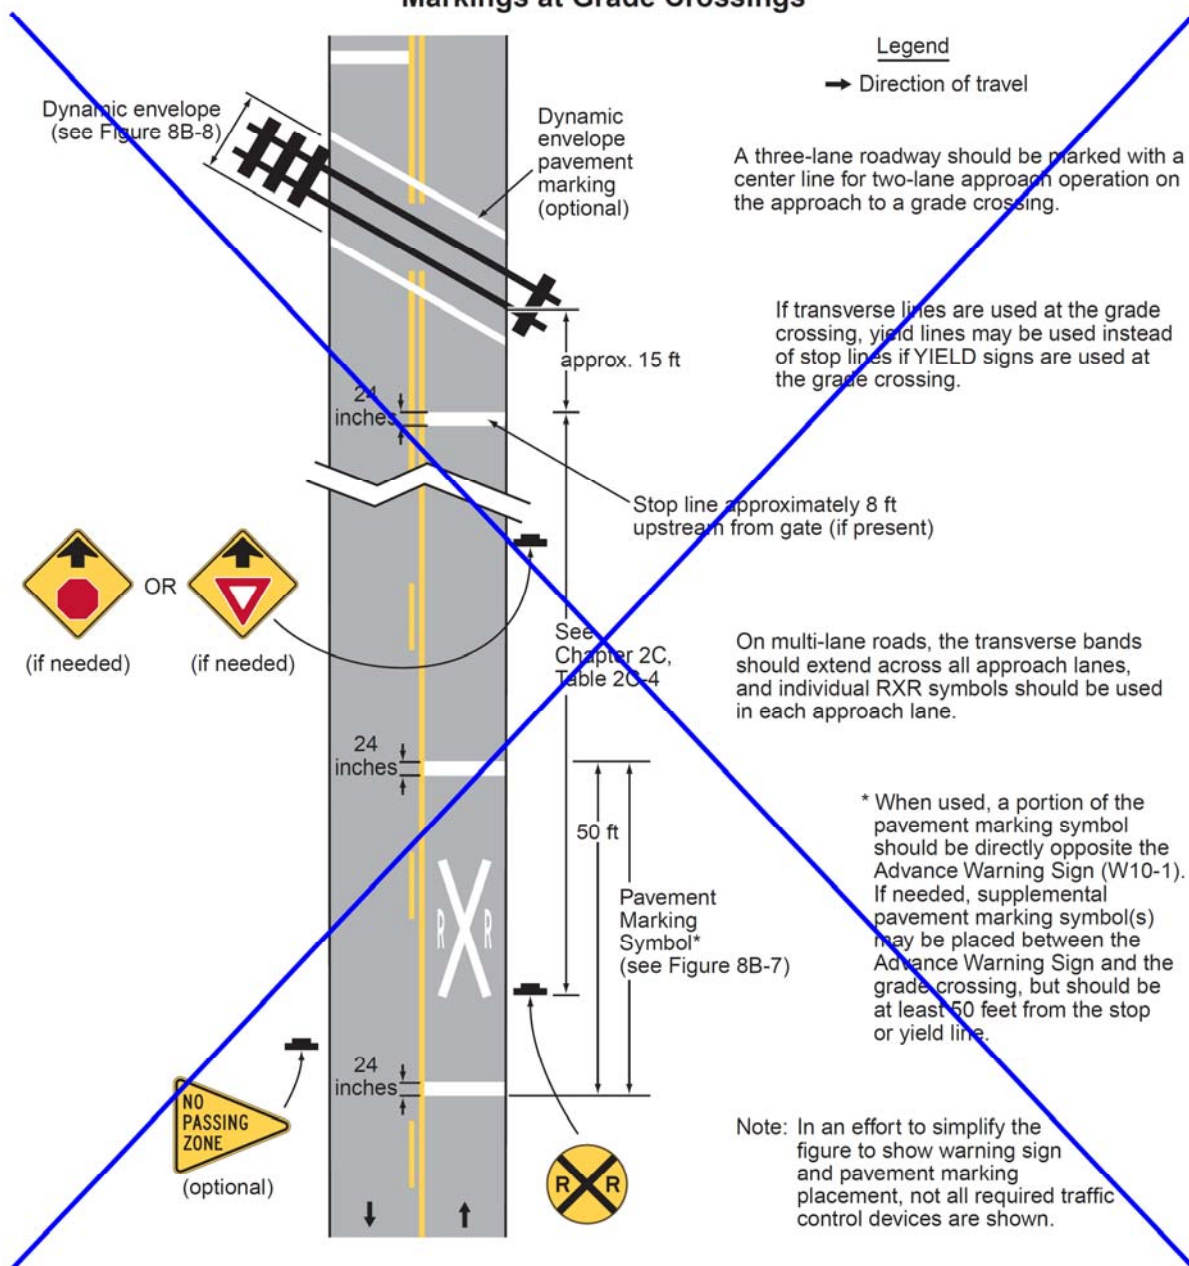 Markings at Grade Crossings
Legend
Direction of travel
Dynamic envelope
(see Figure 8B-8)
Dynamic
envelope
pavement
marking
(optional)
A three-lane roadway should be marked with a
center line for two-lane approach operation on
the approach to a grade crossing.
If transverse lines are used at the grade
crossing, yield lines may be used instead
of stop lines if YIELD signs are used at
the grade crossing.
approx. 15 ft
24
inches
Stop line approximately 8 ft
upstream from gate (if present)
OR
(if needed)
(if needed)
See
Chapter 2C,
Table 2C-4
On multi-lane roads, the transverse bands
should extend across all approach lanes,
and individual RXR symbols should be used
in each approach lane.
24
inches
50 ft
R R
Pavement
Marking
Symbol*
(see Figure 8B-7)
* When used, a portion of the
pavement marking symbol
should be directly opposite the
Advance Warning Sign (W10-1).
If needed, supplemental
pavement marking symbol(s)
may be placed between the
Advance Warning Sign and the
grade crossing, but should be
at least 50 feet from the stop
or yield line.
24
inches
NO
PASSING
ZONE
(optional)
R R
Note: In an effort to simplify the
figure to show warning sign
and pavement marking
placement, not all required traffic
control devices are shown.